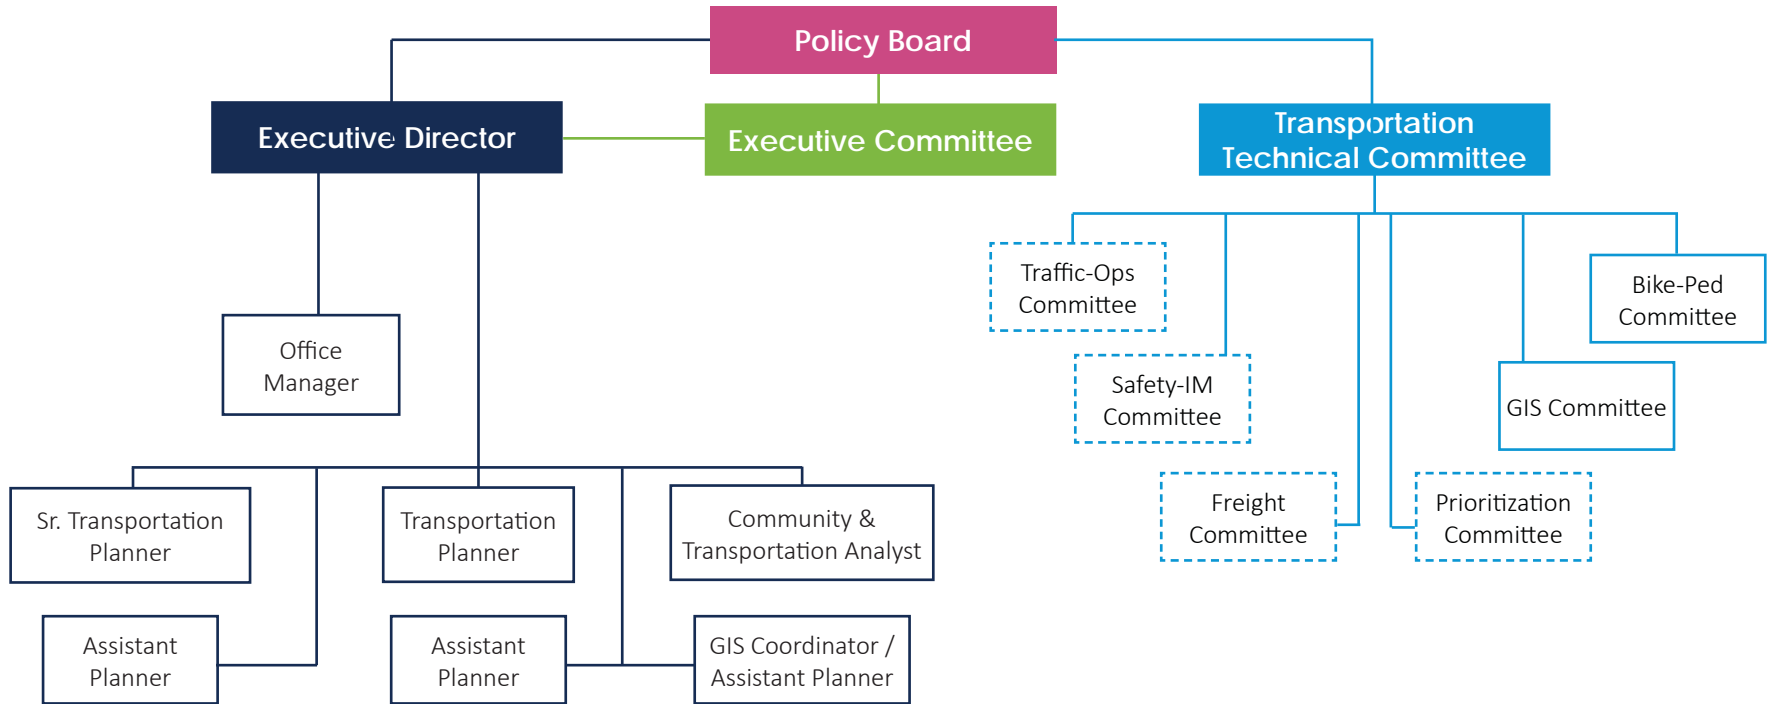 Policy Board
Executive Director
Executive Committee
Transportation
Technical Committee
Traffic-Ops
Committee
Bike-Ped
Committee
Office
Manager
Safety-IM
Committee
GIS Committee
Freight
Committee
Prioritization
Committee
Sr. Transportation
Planner
Transportation
Planner
Community &
Transportation Analyst
Assistant
Planner
Assistant
Planner
GIS Coordinator /
Assistant Planner